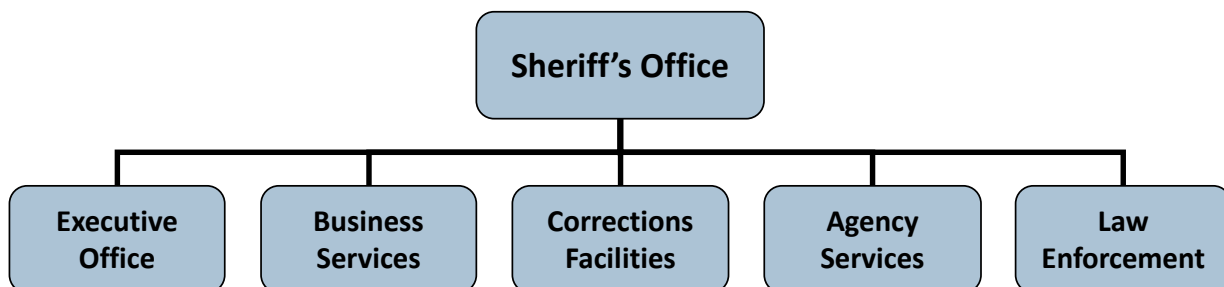 Sheriff’s Office
Executive
Office
Business
Services
Corrections
Facilities
Agency
Services
Law
Enforcement